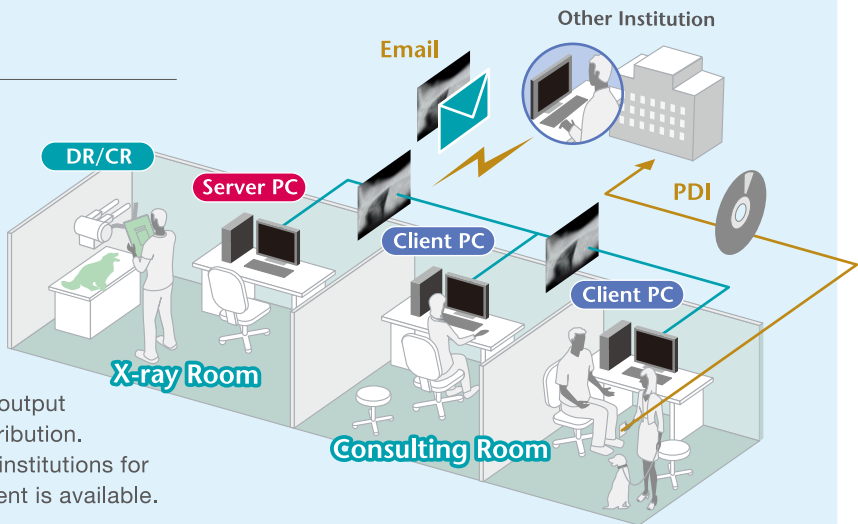 Other Institution
Email
DR/CR
Server PC
PDI
Client PC
Client PC
X-ray Room
Consulting Room
output
ribution.
institutions for
ent is available.